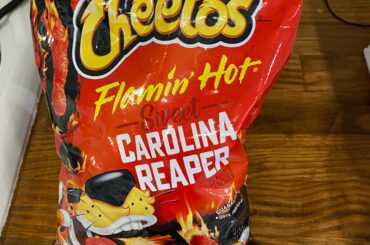 Cheetos
Flamin' Hot
Sweet
CAROLINA
REAPER